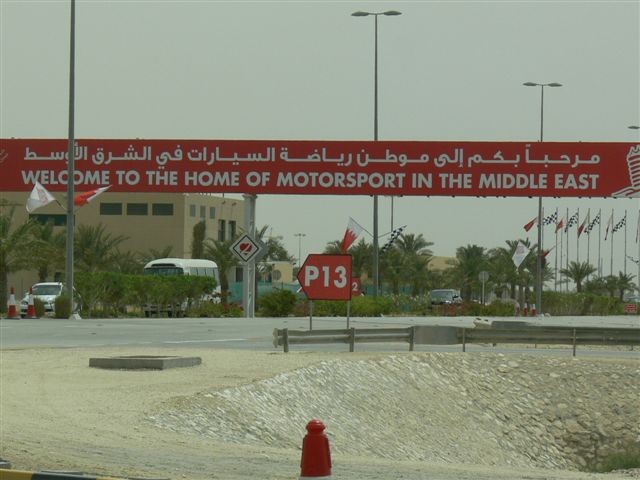 مرحباً بكم إلى موطن رياضة السيارات في الشرق الأوسط
WELCOME TO THE HOME OF MOTORSPORT IN THE MIDDLE EAST
P13
2